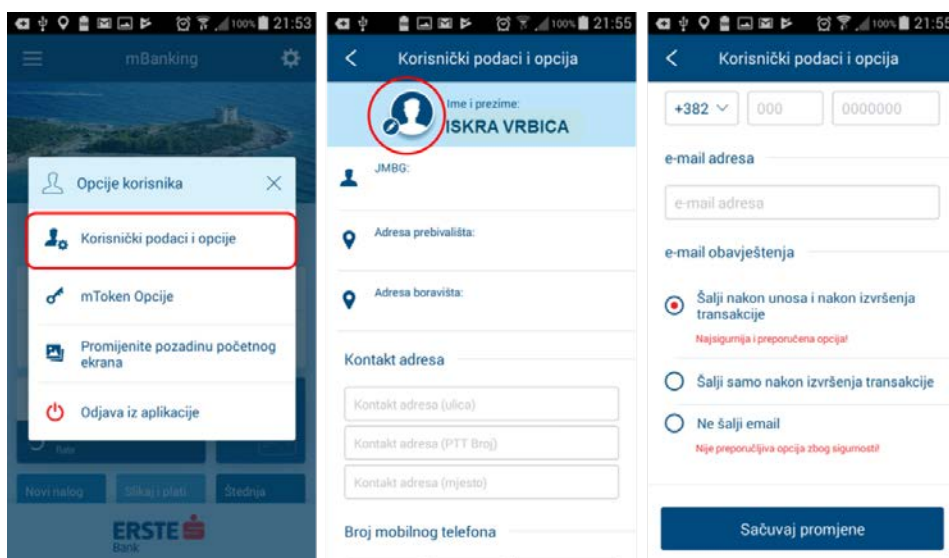 100% 21:53
mBanking
Opcije korisnika
Korisnički podaci i opcije
mToken Opcije
Promijenite pozadinu početnog
ekrana
Odjava iz aplikacije
Rate
Novi nalog
Slikaj i plati
Štednja
ERSTE
Bank
100% 21:55
Korisnički podaci i opcija
Ime i prezime:
ISKRA VRBICA
JMBG:
Adresa prebivališta:
Adresa boravišta:
Kontakt adresa
Kontakt adresa (ulica)
Kontakt adresa (PTT Broj)
Kontakt adresa (mjesto)
Broj mobilnog telefona
100% 21:55
Korisnički podaci i opcija
+382
000
0000000
e-mail adresa
e-mail adresa
e-mail obavještenja
Šalji nakon unosa i nakon izvršenja
transakcije
Najsigurnija i preporučena opcija!
Šalji samo nakon izvršenja transakcije
Ne šalji email
Nije preporučljiva opcija zbog sigurnosti!
Sačuvaj promjene